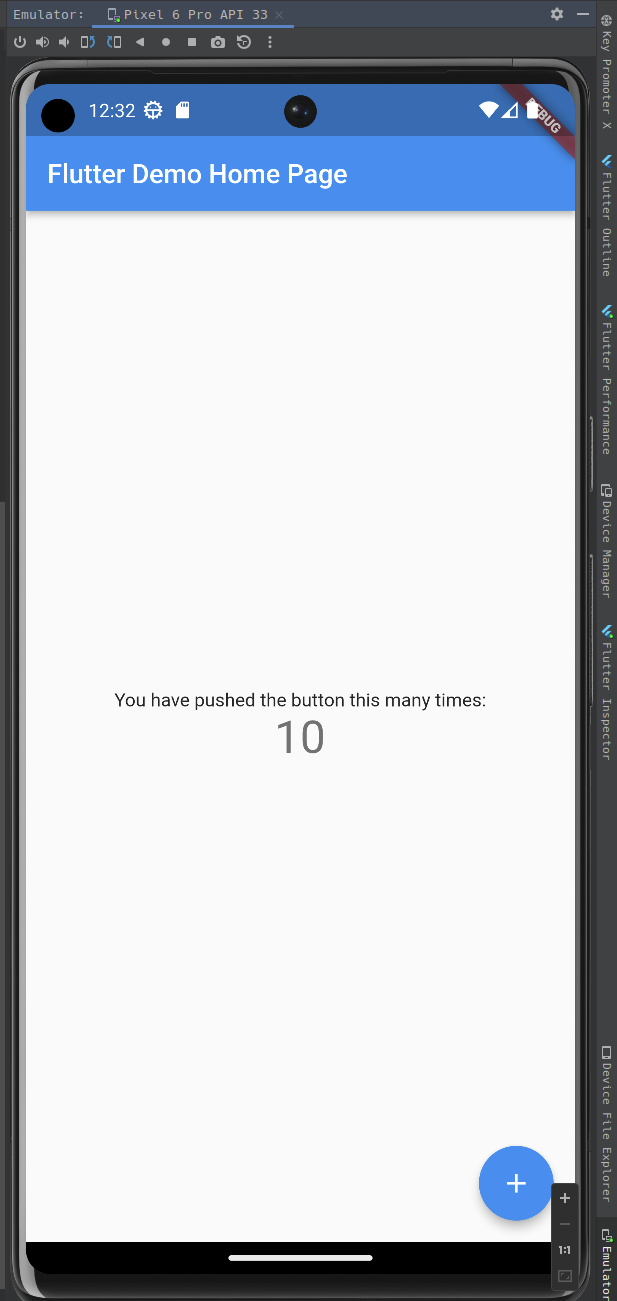 Emulator:
Pixel 6 Pro API 33
12:32
DEBUG
Flutter Demo Home Page
You have pushed the button this many times:
10
1:1
Key Promoter X
Flutter Outline
Flutter Performance
Device Manager
Flutter Inspector
Device File Explorer
Emulator